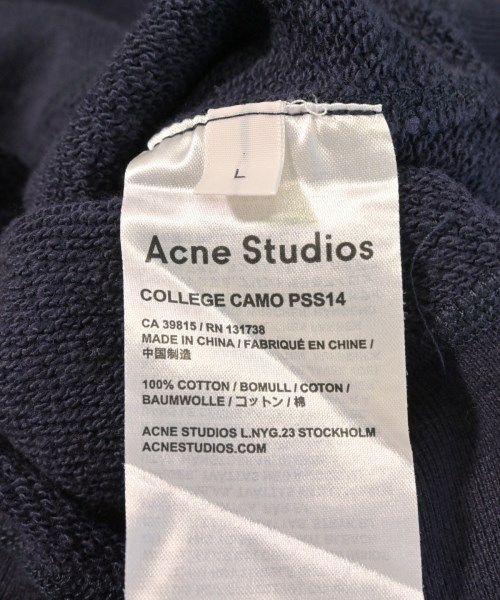 L
Acne Studios
COLLEGE CAMO PSS14
CA 39815 / RN 131738
MADE IN CHINA / FABRIQUÉ EN CHINE /
中国制造
100% COTTON / BOMULL / COTON /
BAUMWOLLE / コットン / 棉
ACNE STUDIOS L.NYG.23 STOCKHOLM
ACNESTUDIOS.COM